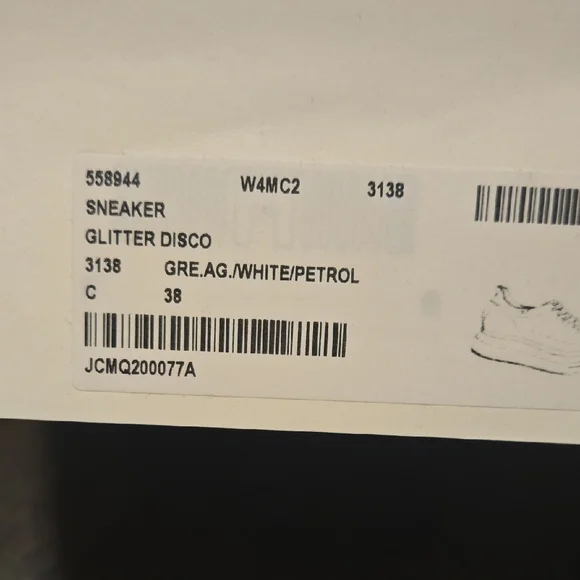 558944 W4MC2 3138
SNEAKER
GLITTER DISCO
3138 GRE.AG./WHITE/PETROL
C 38
JCMQ200077A